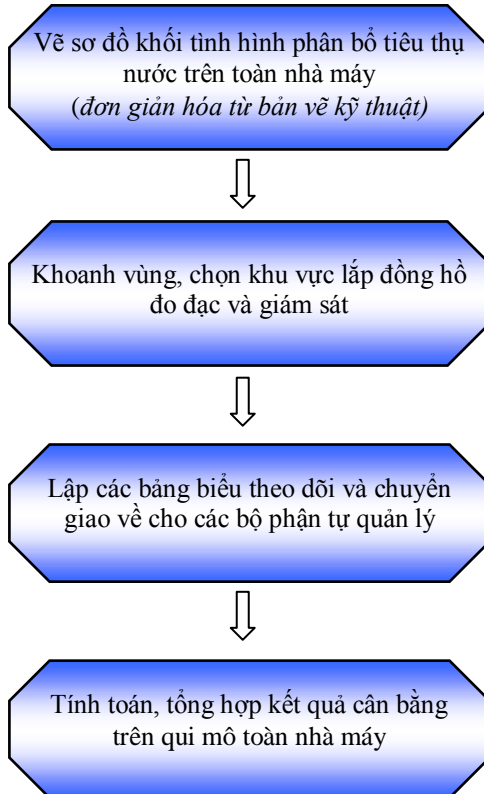 Vẽ sơ đồ khối tình hình phân bổ tiêu thụ
nước trên toàn nhà máy
(đơn giản hóa từ bản vẽ kỹ thuật)
Khoanh vùng, chọn khu vực lắp đồng hồ
đo đạc và giám sát
Lập các bảng biểu theo dõi và chuyển
giao về cho các bộ phận tự quản lý
Tính toán, tổng hợp kết quả cân bằng
trên qui mô toàn nhà máy